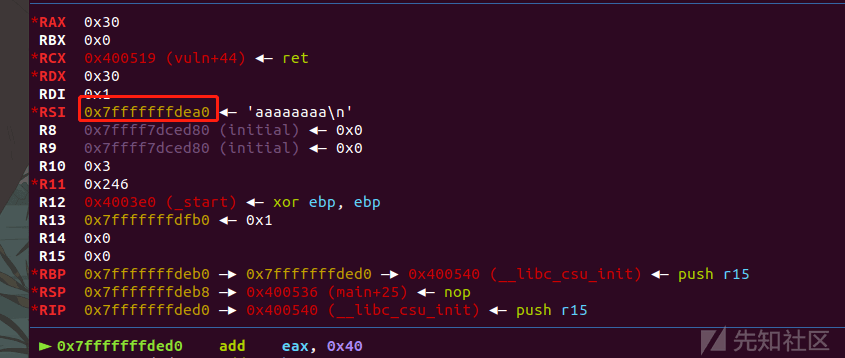 *RAX 0x30
RBX 0x0
*RCX 0x400519 (vuln+44) ◂— ret
*RDX 0x30
RDI 0x1
*RSI 0x7fffffffdea0 ◂— 'aaaaaaaa\n'
R8 0x7ffff7dced80 (initial) ◂— 0x0
R9 0x7ffff7dced80 (initial) ◂— 0x0
R10 0x3
*R11 0x246
R12 0x4003e0 (_start) ◂— xor ebp, ebp
R13 0x7fffffffdfb0 ◂— 0x1
R14 0x0
R15 0x0
*RBP 0x7fffffffdeb0 —▸ 0x7fffffffded0 —▸ 0x400540 (__libc_csu_init) ◂— push r15
*RSP 0x7fffffffdeb8 —▸ 0x400536 (main+25) ◂— nop
*RIP 0x7fffffffded0 —▸ 0x400540 (__libc_csu_init) ◂— push r15
► 0x7fffffffded0 add eax, 0x40
先知社区